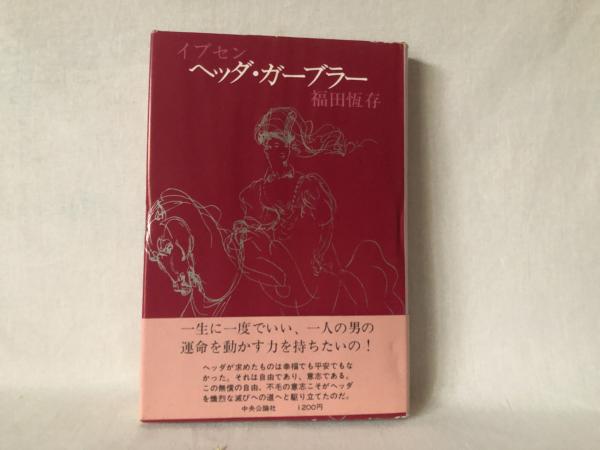 イプセン
ヘッダ・ガーブラー
福田恆存
一生に一度でいい、一人の男の
運命を動かす力を持ちたいの！
ヘッダが求めたものは幸福でも平安でもな
かった。それは自由であり、意志である。
この無償の自由、不毛の意志こそがヘッダ
を熾烈な滅びへの道へと駆り立てたのだ。
中央公論社　1200円